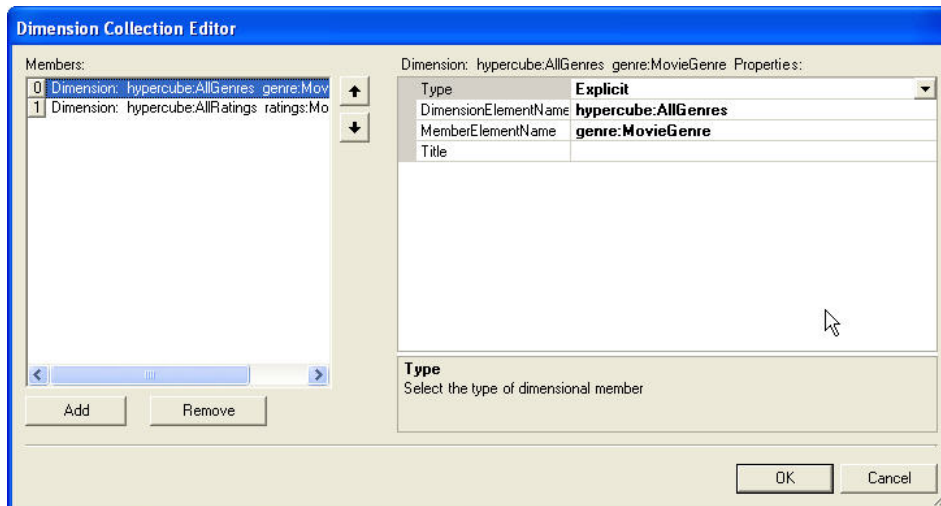 Dimension Collection Editor
Members:
0 Dimension: hypercube:AllGenres genre:Mov
1 Dimension: hypercube:AllRatings ratings:Mo
Add
Remove
Dimension: hypercube:AllGenres genre:MovieGenre Properties:
Type Explicit
DimensionElementName hypercube:AllGenres
MemberElementName genre:MovieGenre
Title
Type
Select the type of dimensional member
OK
Cancel